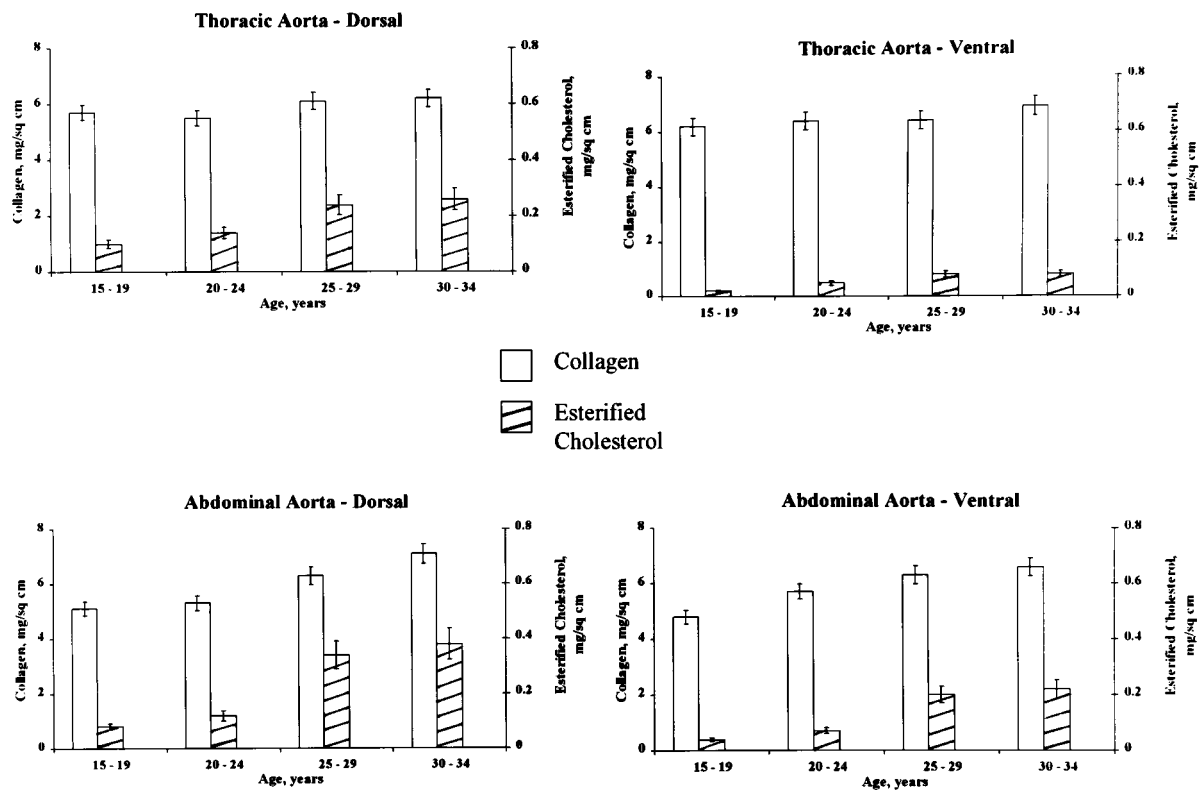 Thoracic Aorta - Dorsal
8
6
4
2
0
Collagen, mg/sq cm
0.8
0.6
0.4
0.2
0
Esterified Cholesterol,
mg/sq cm
15 - 19
20 - 24
25 - 29
30 - 34
Age, years
Thoracic Aorta - Ventral
8
6
4
2
0
Collagen, mg/sq cm
0.8
0.6
0.4
0.2
0
Esterified Cholesterol,
mg/sq cm
15 - 19
20 - 24
25 - 29
30 - 34
Age, years
Collagen
Esterified
Cholesterol
Abdominal Aorta - Dorsal
8
6
4
2
0
Collagen, mg/sq cm
0.8
0.6
0.4
0.2
0
Esterified Cholesterol,
mg/sq cm
15 - 19
20 - 24
25 - 29
30 - 34
Age, years
Abdominal Aorta - Ventral
8
6
4
2
0
Collagen, mg/sq cm
0.8
0.6
0.4
0.2
0
Esterified Cholesterol,
mg/sq cm
15 - 19
20 - 24
25 - 29
30 - 34
Age, years